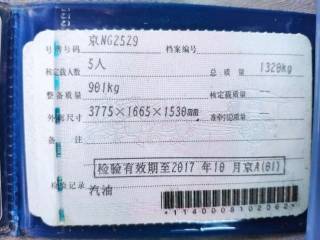 号牌号码 京NG2529 档案编号
核定载人数 5人 总质量 1320kg
整备质量 901kg 核定载质量 --
外廓尺寸 3775×1665×1530mm 准牵引总质量 --
备注
检验有效期至2017年10月京A(01)
检验记录 汽油
*1140008102062*